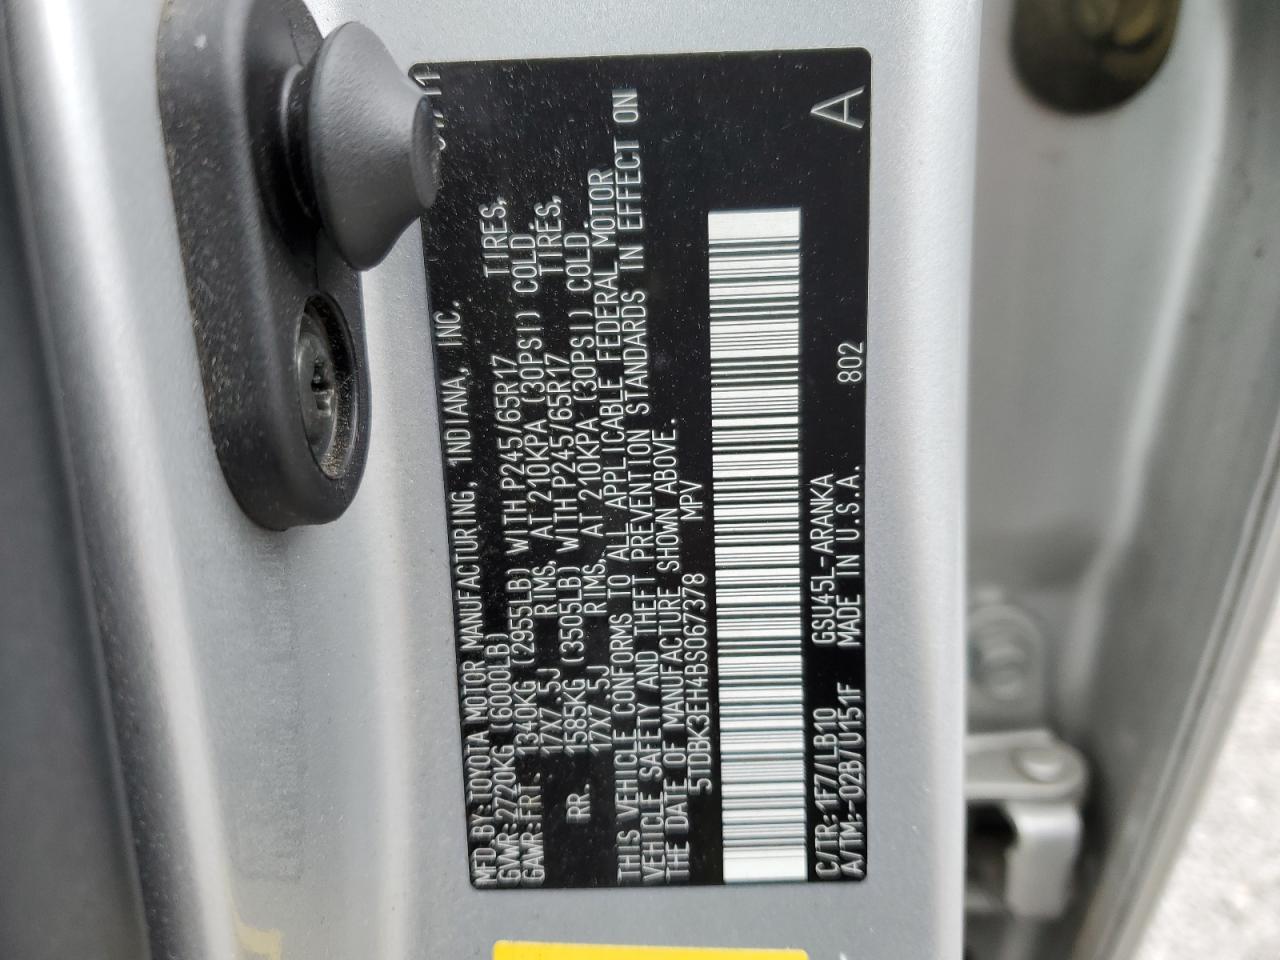 MFD BY: TOYOTA MOTOR MANUFACTURING, INDIANA, INC.
GVWR: 2720KG (6000LB)
GAWR: FRT. 1340KG (2955LB) WITH P245/65R17 TIRES,
17X7.5J RIMS, AT 210KPA (30PSI) COLD.
RR. 1585KG (3505LB) WITH P245/65R17 TIRES,
17X7.5J RIMS, AT 210KPA (30PSI) COLD.
THIS VEHICLE CONFORMS TO ALL APPLICABLE FEDERAL MOTOR
VEHICLE SAFETY AND THEFT PREVENTION STANDARDS IN EFFECT ON
THE DATE OF MANUFACTURE SHOWN ABOVE.
5TDBK3EH4BS067378 MPV
C/TR: 1F7/LB10 GSU45L-ARANKA 802 A
A/TM: -02B/U151F MADE IN U.S.A.